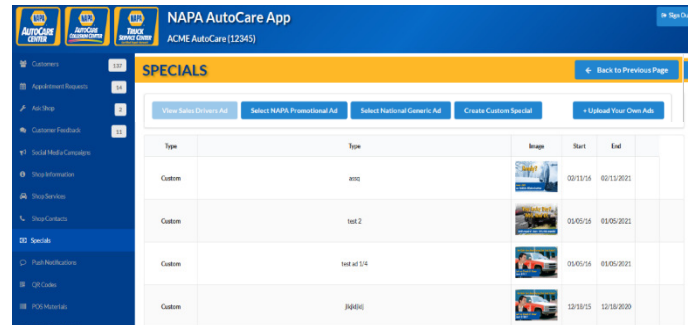 NAPA NAPA NAPA
AUTOCARE CENTER
AUTOCARE COLLISION CENTER
TRUCK SERVICE CENTER
NAPA AutoCare App
ACME AutoCare (12345)
Sign Ou
Customers 137
Appointment Requests 14
Ask Shop 2
Customer Feedback 11
Social Media Campaigns
Shop Information
Shop Services
Shop Contacts
Specials
Push Notifications
QR Codes
POS Materials
SPECIALS
Back to Previous Page
View Sales Drivers Ad Select NAPA Promotional Ad Select National Generic Ad Create Custom Special + Upload Your Own Ads
Type Type Image Start End
Custom 02/11/16 02/11/2021
Custom test 2 01/05/16 01/05/2021
Custom test ad 1/4 01/05/16 01/05/2021
Custom 12/18/15 12/18/2020